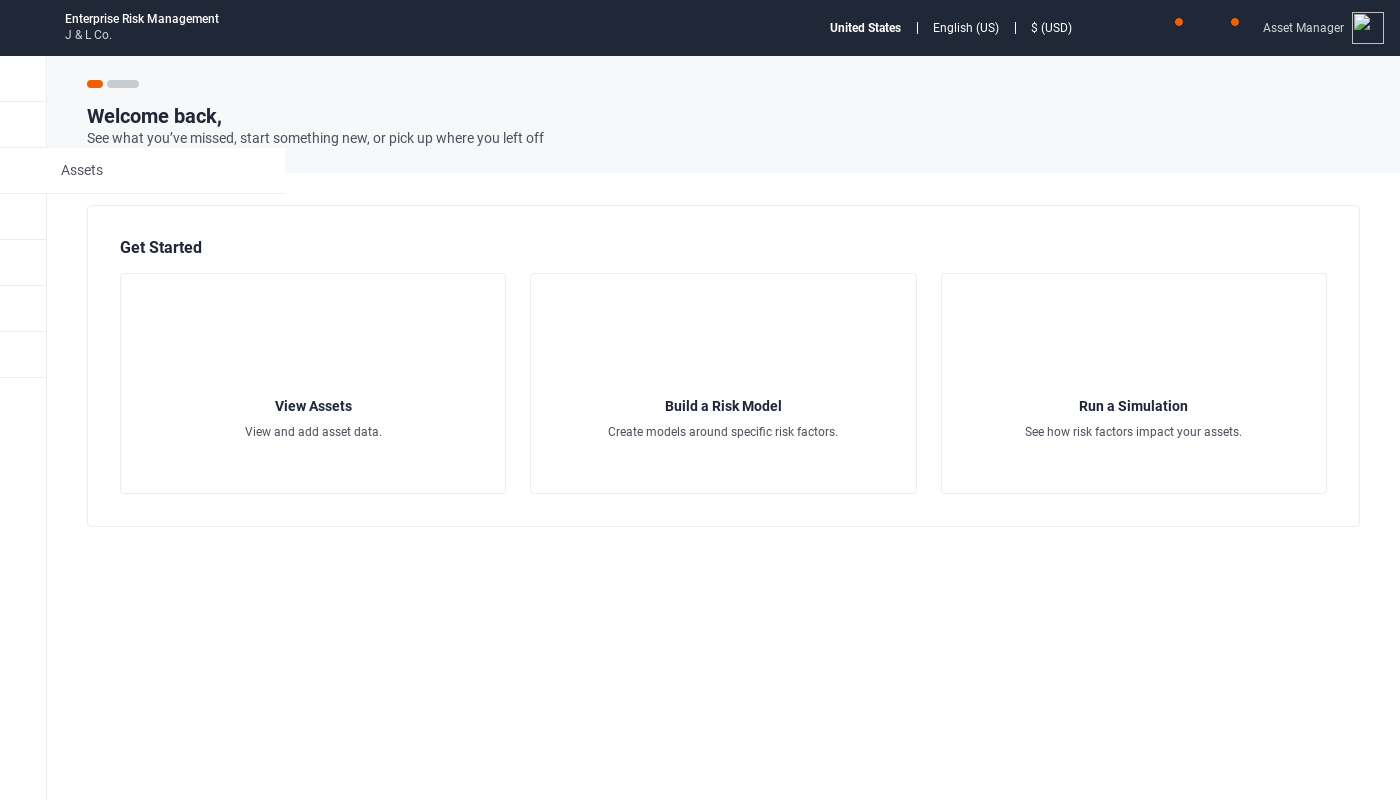 Enterprise Risk Management
J & L Co.
United States
English (US)
$ (USD)
Asset Manager
Welcome back,
See what you’ve missed, start something new, or pick up where you left off
Assets
Get Started
View Assets
View and add asset data.
Build a Risk Model
Create models around specific risk factors.
Run a Simulation
See how risk factors impact your assets.